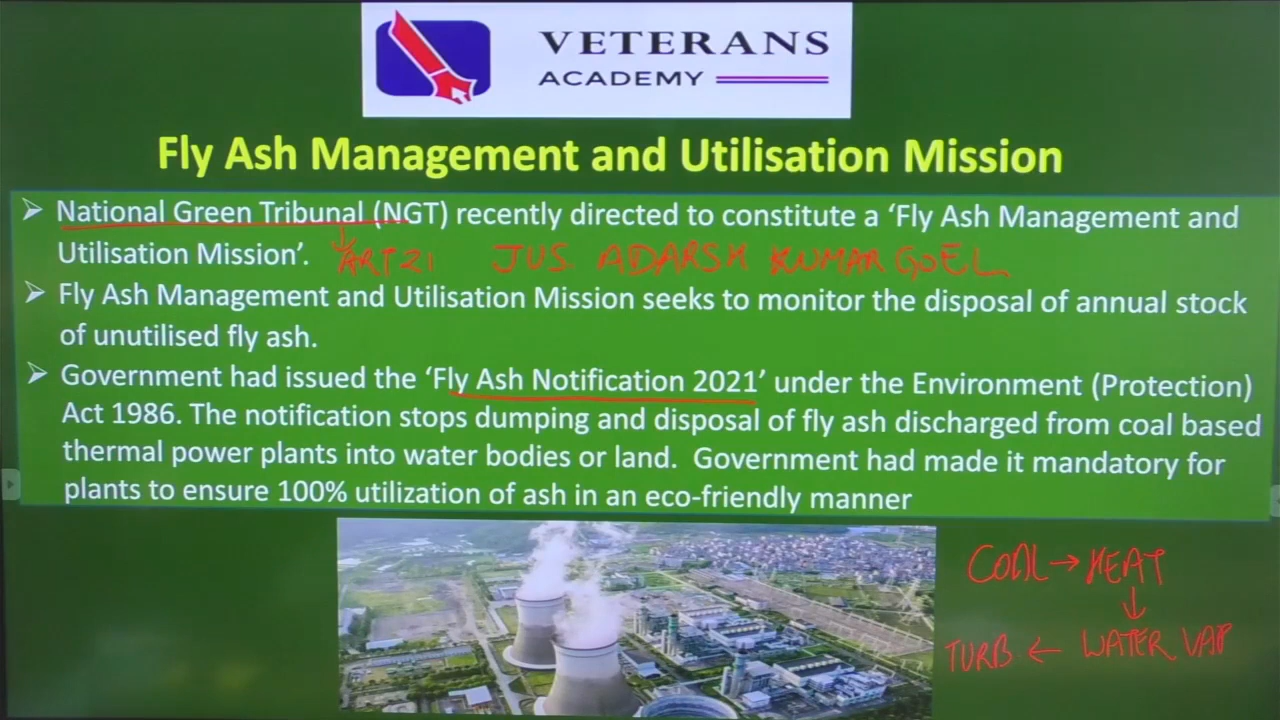 VETERANS
ACADEMY
Fly Ash Management and Utilisation Mission
➢ National Green Tribunal (NGT) recently directed to constitute a 'Fly Ash Management and
Utilisation Mission'. ART 21 JUS. ADARSH KUMAR GOEL
➢ Fly Ash Management and Utilisation Mission seeks to monitor the disposal of annual stock
of unutilised fly ash.
➢ Government had issued the 'Fly Ash Notification 2021' under the Environment (Protection)
Act 1986. The notification stops dumping and disposal of fly ash discharged from coal based
thermal power plants into water bodies or land. Government had made it mandatory for
plants to ensure 100% utilization of ash in an eco-friendly manner
COAL → HEAT
↓
TURB ← WATER VAP